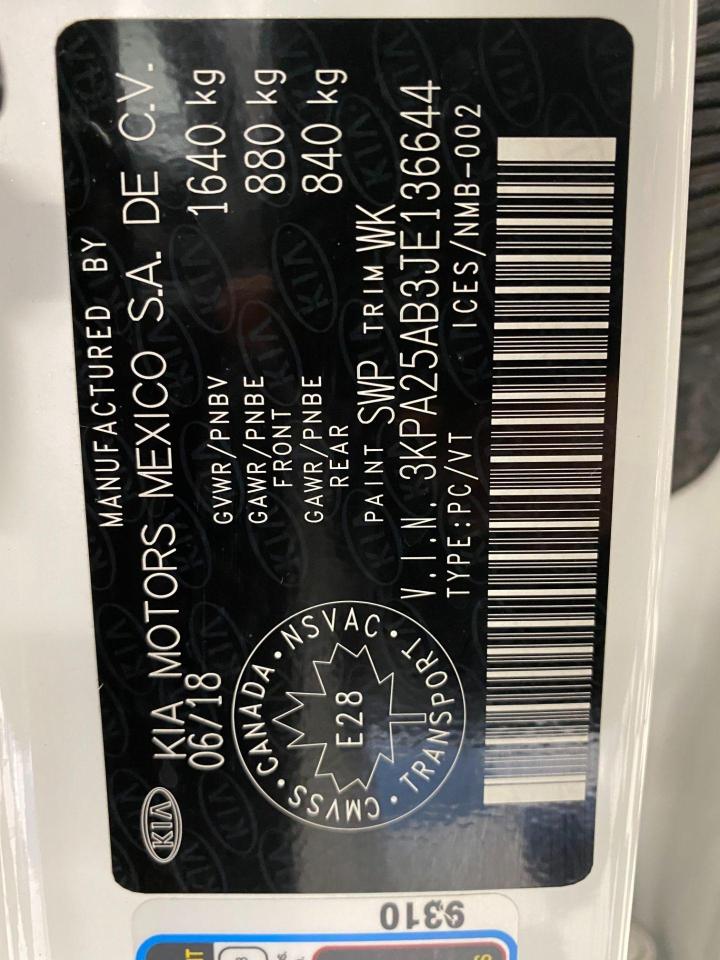 KIA
MANUFACTURED BY
KIA MOTORS MEXICO S.A. DE C.V.
06/18
GVWR/PNBV 1640 kg
GAWR/PNBE FRONT 880 kg
GAWR/PNBE REAR 840 kg
CANADA • NSVAC • TRANSPORT • CMVSS •
E28
PAINT SWP TRIM WK
V.I.N. 3KPA25AB3JE136644
TYPE:PC/VT ICES/NMB-002
9310